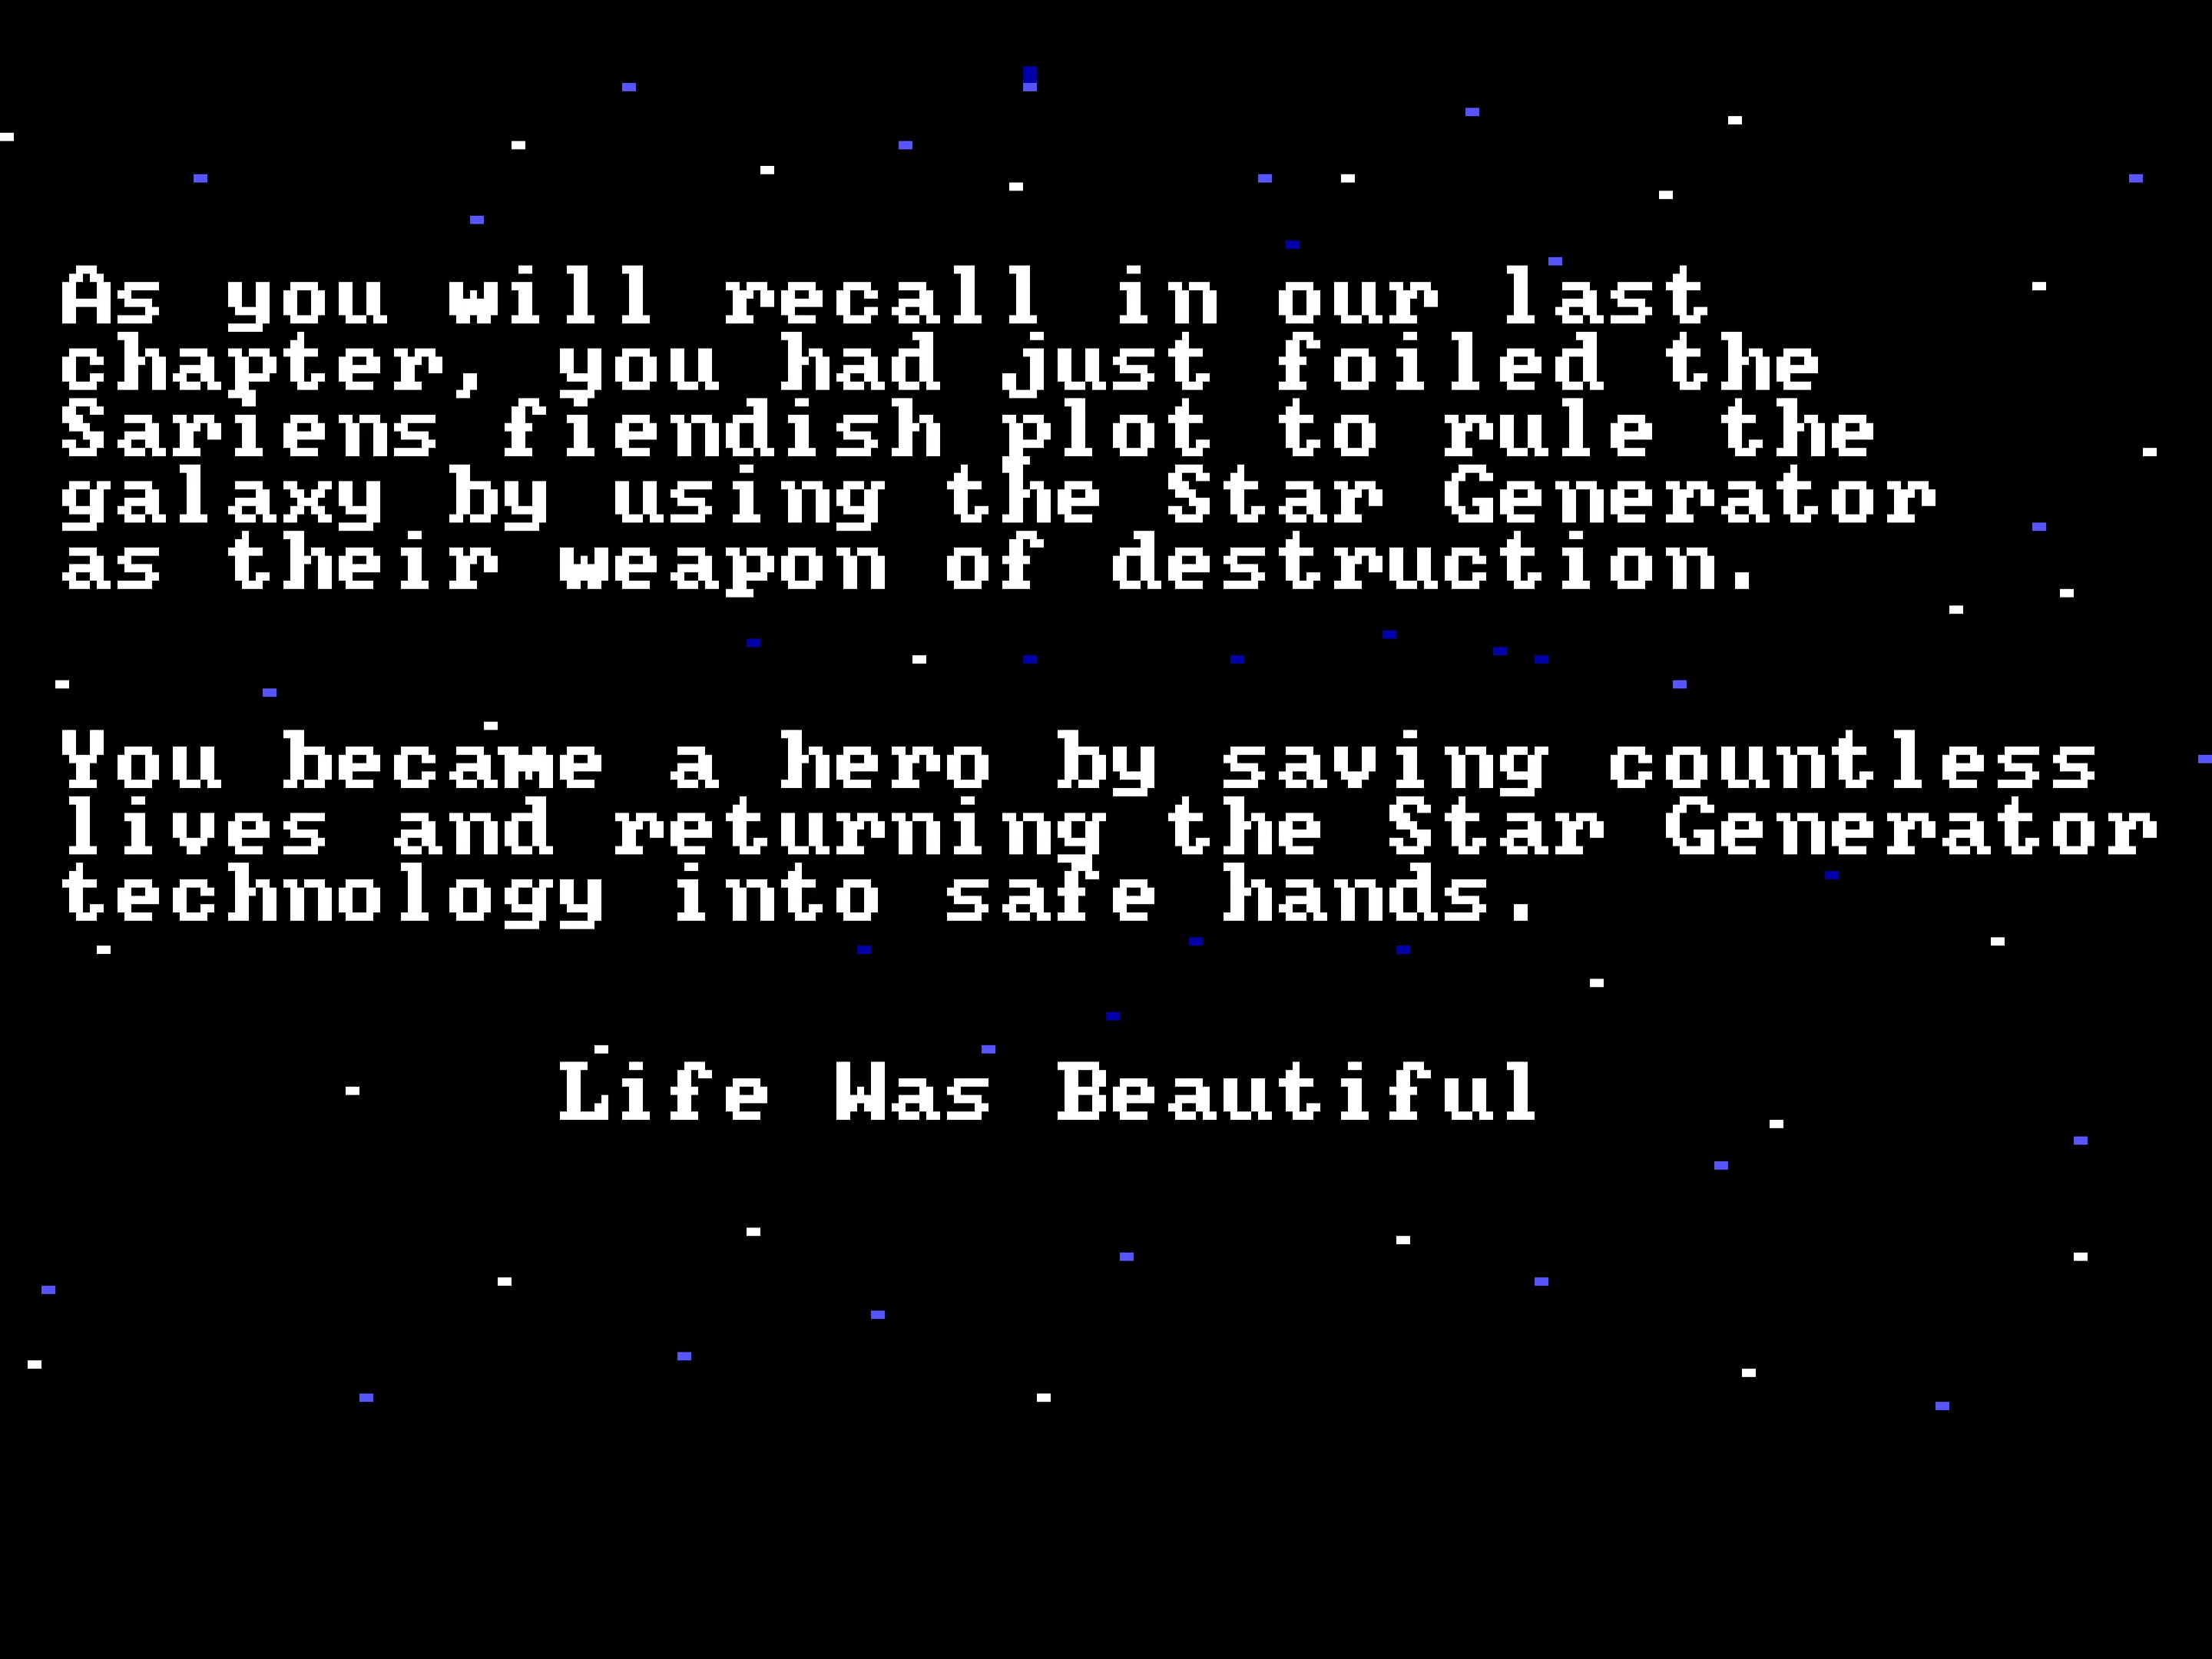 As you will recall in our last
chapter, you had just foiled the
Sariens fiendish plot to rule the
galaxy by using the Star Generator
as their weapon of destruction.
You became a hero by saving countless
lives and returning the Star Generator
technology into safe hands.
Life Was Beautiful